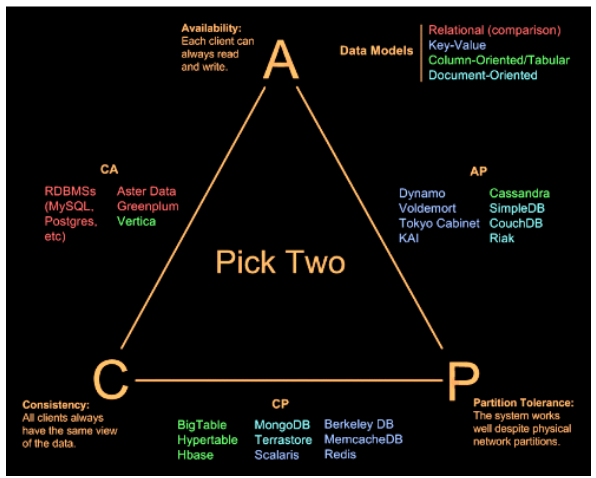 Availability:
Each client can
always read
and write.
A
Data Models
Relational (comparison)
Key-Value
Column-Oriented/Tabular
Document-Oriented
CA
RDBMSs
(MySQL,
Postgres,
etc)
Aster Data
Greenplum
Vertica
AP
Dynamo
Voldemort
Tokyo Cabinet
KAI
Cassandra
SimpleDB
CouchDB
Riak
Pick Two
C
P
Consistency:
All clients always
have the same view
of the data.
CP
BigTable
Hypertable
Hbase
MongoDB
Terrastore
Scalaris
Berkeley DB
MemcacheDB
Redis
Partition Tolerance:
The system works
well despite physical
network partitions.